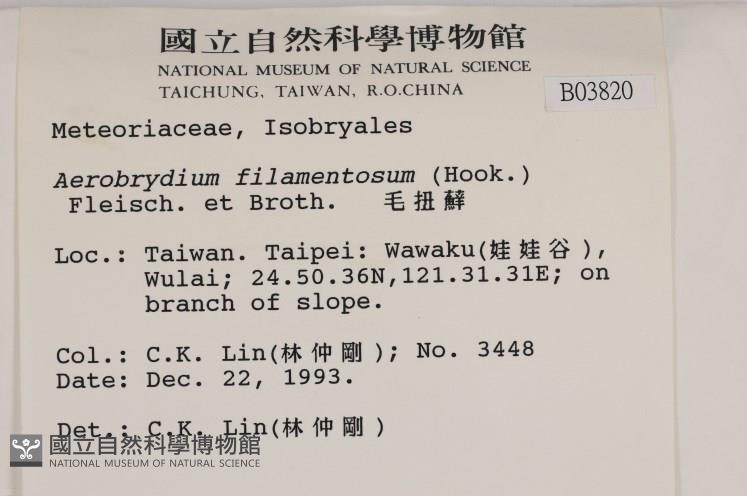 國立自然科學博物館
NATIONAL MUSEUM OF NATURAL SCIENCE
TAICHUNG, TAIWAN, R.O.CHINA
B03820
Meteoriaceae, Isobryales
Aerobrydium filamentosum (Hook.)
Fleisch. et Broth. 毛扭蘚
Loc.: Taiwan. Taipei: Wawaku(娃娃谷),
Wulai; 24.50.36N,121.31.31E; on
branch of slope.
Col.: C.K. Lin(林仲剛); No. 3448
Date: Dec. 22, 1993.
Det.: C.K. Lin(林仲剛)
國立自然科學博物館
NATIONAL MUSEUM OF NATURAL SCIENCE